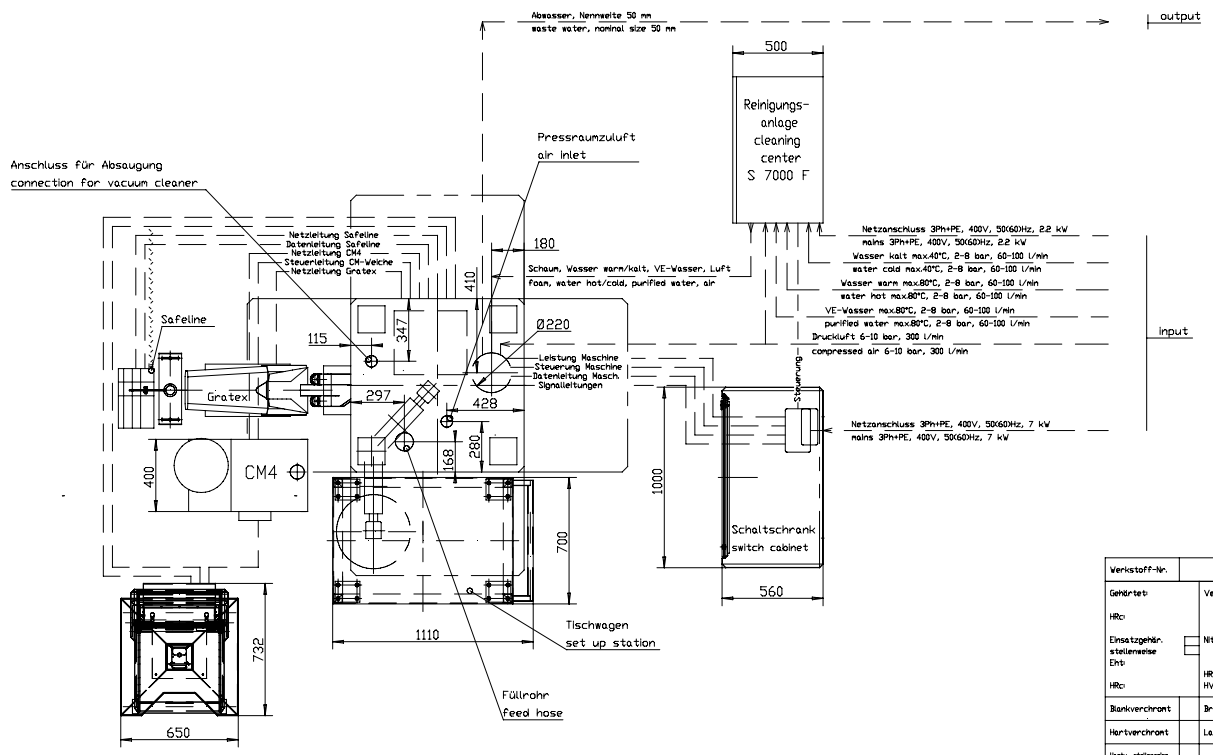 Abwasser, Nennweite 50 mm
waste water, nominal size 50 mm
output
500
Reinigungs-
anlage
cleaning
center
S 7000 F
Pressraumzuluft
air inlet
Anschluss für Absaugung
connection for vacuum cleaner
Netzleitung Safeline
Datenleitung Safeline
Netzleitung CM4
Steuerleitung CM-Weiche
Netzleitung Gratex
180
410
Schaum, Wasser warm/kalt, VE-Wasser, Luft
foam, water hot/cold, purified water, air
Netzanschluss 3Ph+PE, 400V, 50(60)Hz, 2.2 kW
mains 3Ph+PE, 400V, 50(60)Hz, 2.2 kW
Wasser kalt max.40°C, 2-8 bar, 60-100 l/min
water cold max.40°C, 2-8 bar, 60-100 l/min
Wasser warm max.80°C, 2-8 bar, 60-100 l/min
water hot max.80°C, 2-8 bar, 60-100 l/min
VE-Wasser max.80°C, 2-8 bar, 60-100 l/min
purified water max.80°C, 2-8 bar, 60-100 l/min
Druckluft 6-10 bar, 300 l/min
compressed air 6-10 bar, 300 l/min
input
Safeline
115
347
Ø220
Leistung Maschine
Steuerung Maschine
Datenleitung Masch.
Signalleitungen
Steuerung
Gratex
297
428
280
168
Netzanschluss 3Ph+PE, 400V, 50(60)Hz, 7 kW
mains 3Ph+PE, 400V, 50(60)Hz, 7 kW
400
CM4
1000
700
Schaltschrank
switch cabinet
560
1110
Tischwagen
set up station
732
650
Füllrohr
feed hose
Werkstoff-Nr.
Gehärtet:
Ve
HRc:
Einsatzgehär.
stellenweise
Eht:
HRc:
Nit
HR
HV
Blankverchromt
Br
Hartverchromt
La